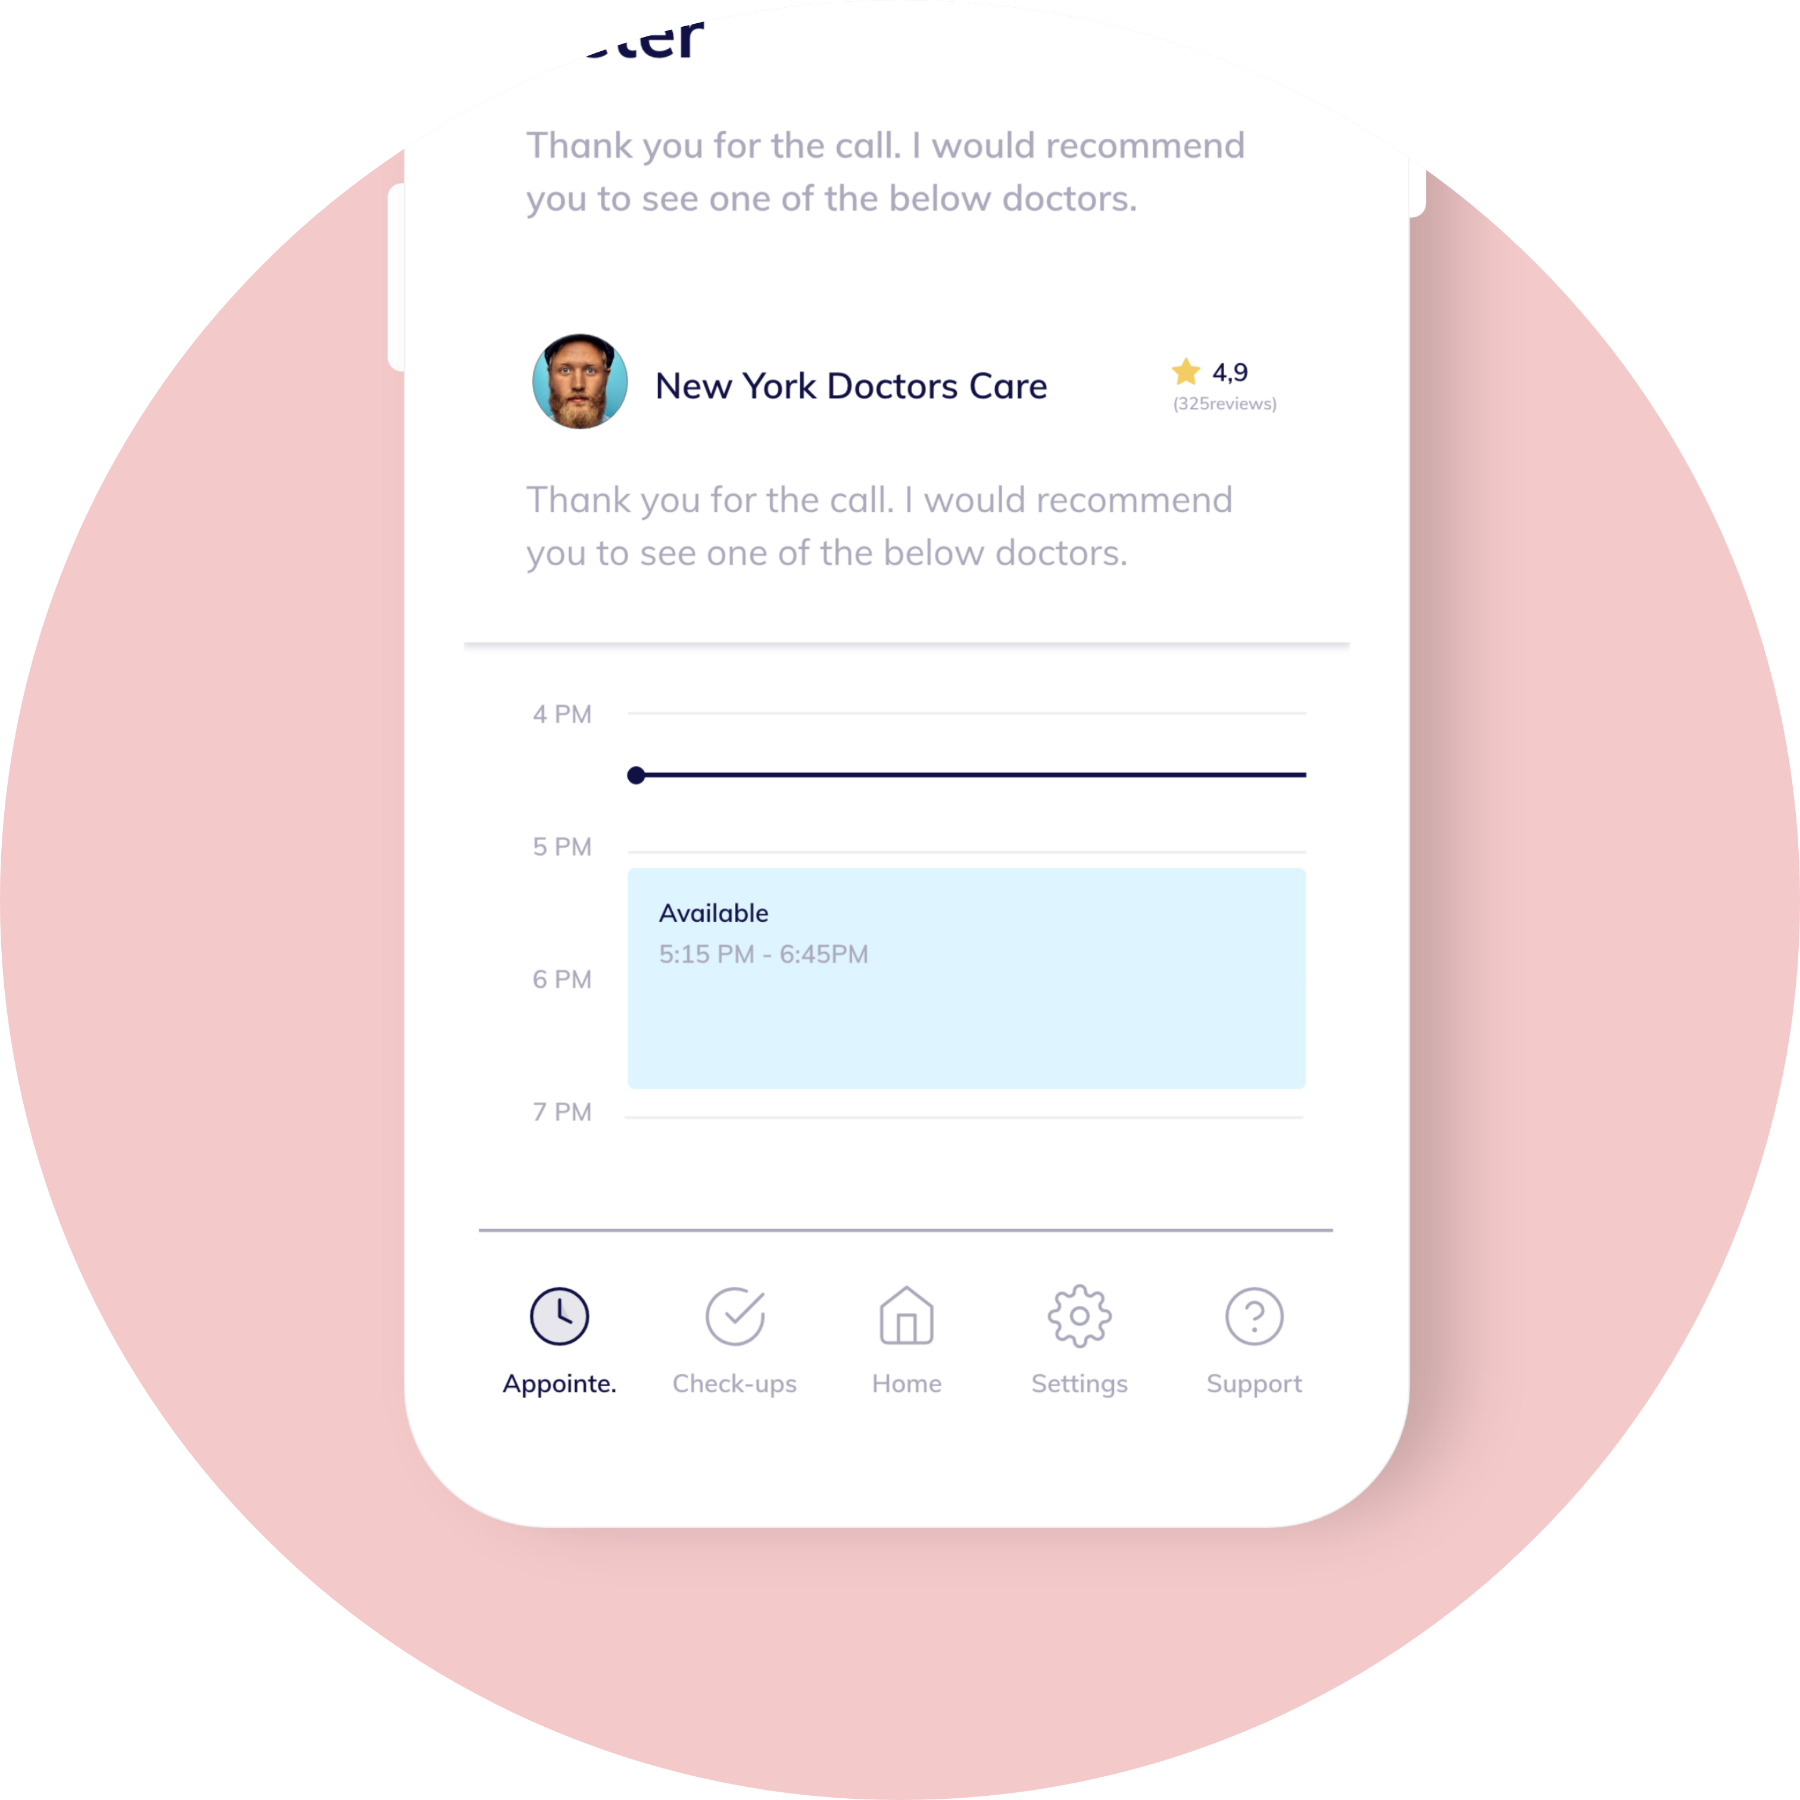 Thank you for the call. I would recommend
you to see one of the below doctors.
New York Doctors Care
4,9
(325reviews)
Thank you for the call. I would recommend
you to see one of the below doctors.
4 PM
5 PM
Available
5:15 PM - 6:45PM
6 PM
7 PM
Appointe.
Check-ups
Home
Settings
Support